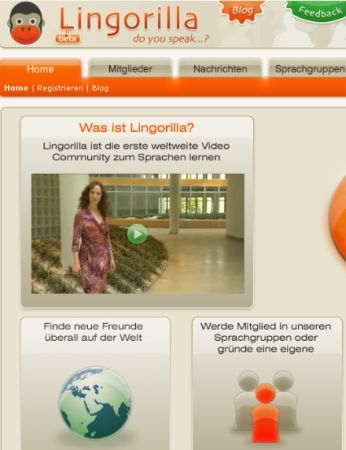 Lingorilla
beta
do you speak...?
Blog
Feedback
Home
Mitglieder
Nachrichten
Sprachgruppen
Home | Registrieren | Blog
Was ist Lingorilla?
Lingorilla ist die erste weltweite Video
Community zum Sprachen lernen
Finde neue Freunde
überall auf der Welt
Werde Mitglied in unseren
Sprachgruppen oder
gründe eine eigene